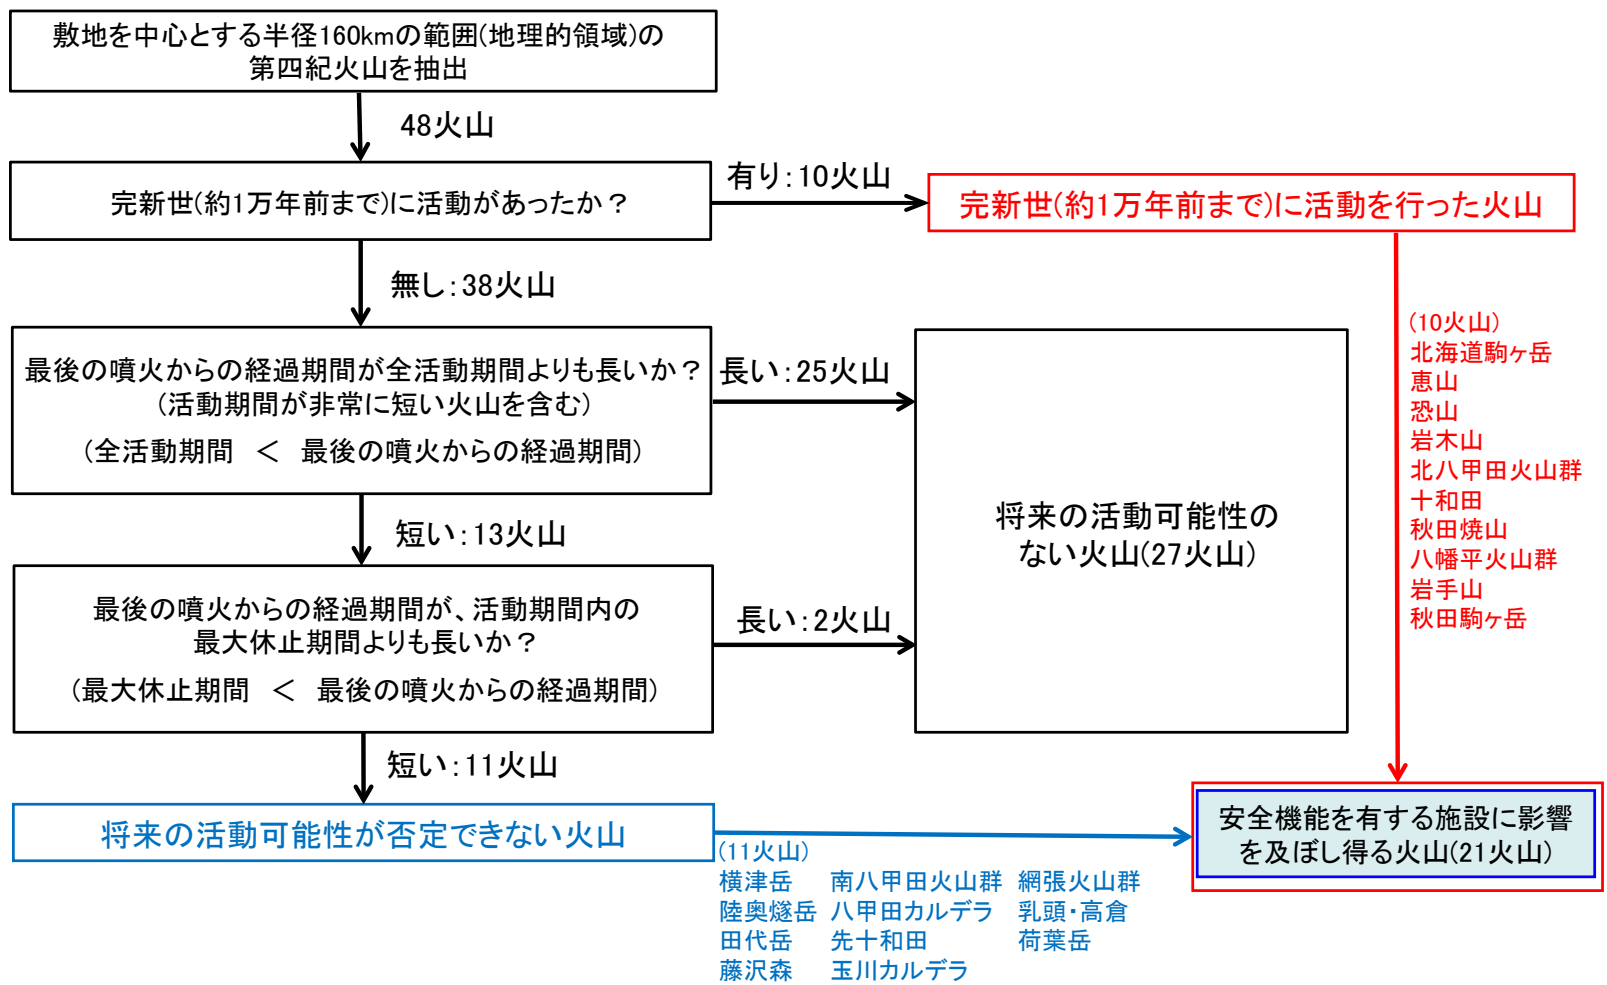 敷地を中心とする半径160kmの範囲(地理的領域)の
第四紀火山を抽出
48火山
完新世(約1万年前まで)に活動があったか？
有り：10火山
完新世(約1万年前まで)に活動を行った火山
無し：38火山
(10火山)
北海道駒ヶ岳
恵山
恐山
岩木山
北八甲田火山群
十和田
秋田焼山
八幡平火山群
岩手山
秋田駒ヶ岳
最後の噴火からの経過期間が全活動期間よりも長いか？
(活動期間が非常に短い火山を含む)
(全活動期間　＜　最後の噴火からの経過期間)
長い：25火山
将来の活動可能性の
ない火山(27火山)
短い：13火山
最後の噴火からの経過期間が、活動期間内の
最大休止期間よりも長いか？
(最大休止期間　＜　最後の噴火からの経過期間)
長い：2火山
短い：11火山
将来の活動可能性が否定できない火山
安全機能を有する施設に影響
を及ぼし得る火山(21火山)
(11火山)
横津岳　南八甲田火山群　網張火山群
陸奥燧岳　八甲田カルデラ　乳頭・高倉
田代岳　先十和田　荷葉岳
藤沢森　玉川カルデラ